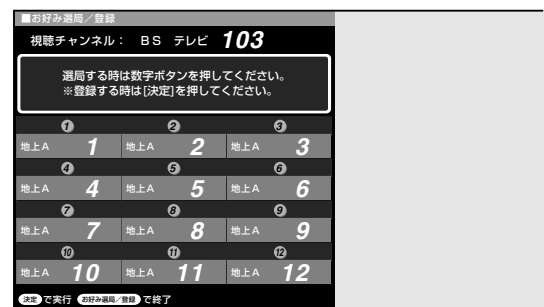 ■お好み選局／登録
視聴チャンネル： BS テレビ 103
選局する時は数字ボタンを押してください。
※登録する時は[決定]を押してください。
① ② ③
地上A 1 地上A 2 地上A 3
④ ⑤ ⑥
地上A 4 地上A 5 地上A 6
⑦ ⑧ ⑨
地上A 7 地上A 8 地上A 9
⑩ ⑪ ⑫
地上A 10 地上A 11 地上A 12
決定 で実行 お好み選局／登録 で終了